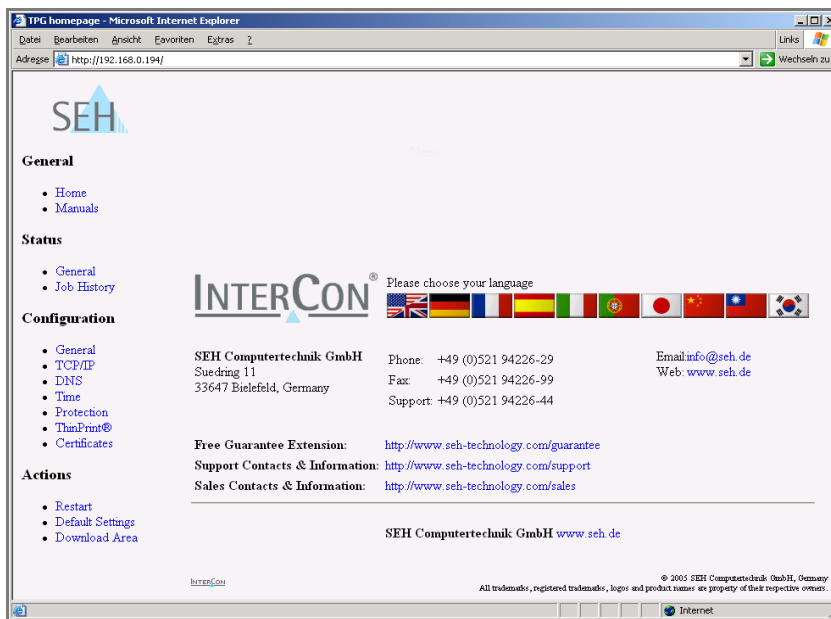 TPG homepage - Microsoft Internet Explorer
Datei Bearbeiten Ansicht Favoriten Extras ?
Links
Adresse http://192.168.0.194/
Wechseln zu
SEH
General
Home
Manuals
Status
General
Job History
Configuration
General
TCP/IP
DNS
Time
Protection
ThinPrint®
Certificates
Actions
Restart
Default Settings
Download Area
INTERCON®
Please choose your language
SEH Computertechnik GmbH
Suedring 11
33647 Bielefeld, Germany
Phone: +49 (0)521 94226-29
Fax: +49 (0)521 94226-99
Support: +49 (0)521 94226-44
Email:info@seh.de
Web: www.seh.de
Free Guarantee Extension: http://www.seh-technology.com/guarantee
Support Contacts & Information: http://www.seh-technology.com/support
Sales Contacts & Information: http://www.seh-technology.com/sales
SEH Computertechnik GmbH www.seh.de
INTERCON
© 2005 SEH Computertechnik GmbH, Germany
All trademarks, registered trademarks, logos and product names are property of their respective owners.
Internet